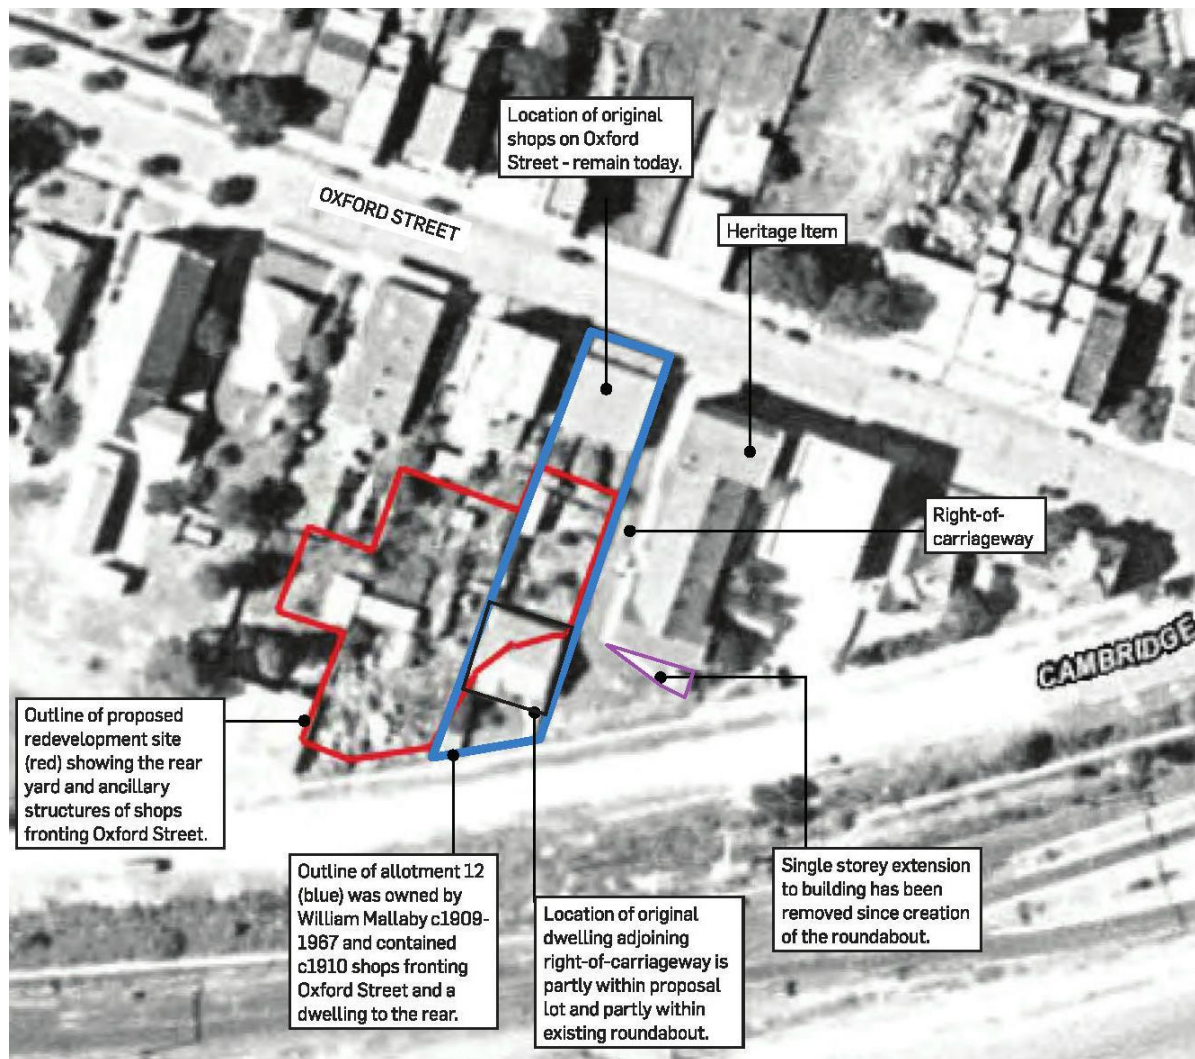 Location of original
shops on Oxford
Street - remain today.
OXFORD STREET
Heritage Item
Right-of-
carriageway
CAMBRIDGE
Outline of proposed
redevelopment site
(red) showing the rear
yard and ancillary
structures of shops
fronting Oxford Street.
Outline of allotment 12
(blue) was owned by
William Mallaby c1909-
1967 and contained
c1910 shops fronting
Oxford Street and a
dwelling to the rear.
Location of original
dwelling adjoining
right-of-carriageway is
partly within proposal
lot and partly within
existing roundabout.
Single storey extension
to building has been
removed since creation
of the roundabout.